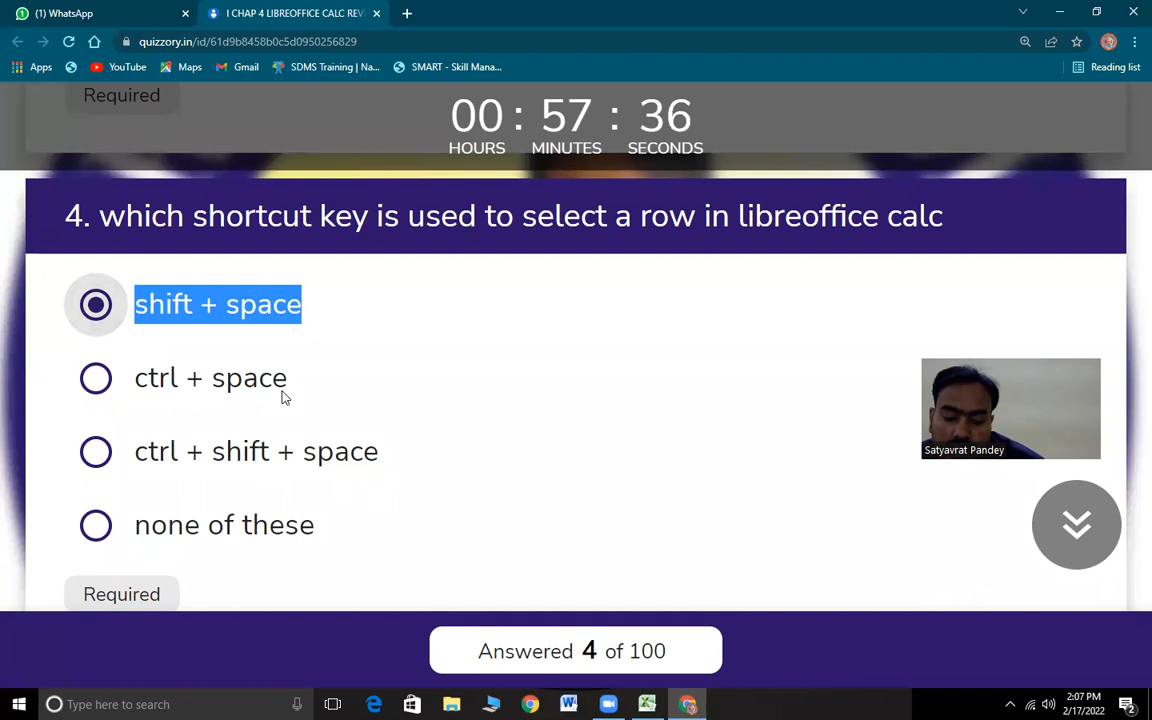 (1) WhatsApp
I CHAP 4 LIBREOFFICE CALC REV
quizzory.in/id/61d9b8458b0c5d0950256829
Apps YouTube Maps Gmail SDMS Training | Na... SMART - Skill Mana... Reading list
Required
00 : 57 : 36
HOURS MINUTES SECONDS
4. which shortcut key is used to select a row in libreoffice calc
shift + space
ctrl + space
ctrl + shift + space
none of these
Satyavrat Pandey
Required
Answered 4 of 100
Type here to search
2:07 PM
2/17/2022
2